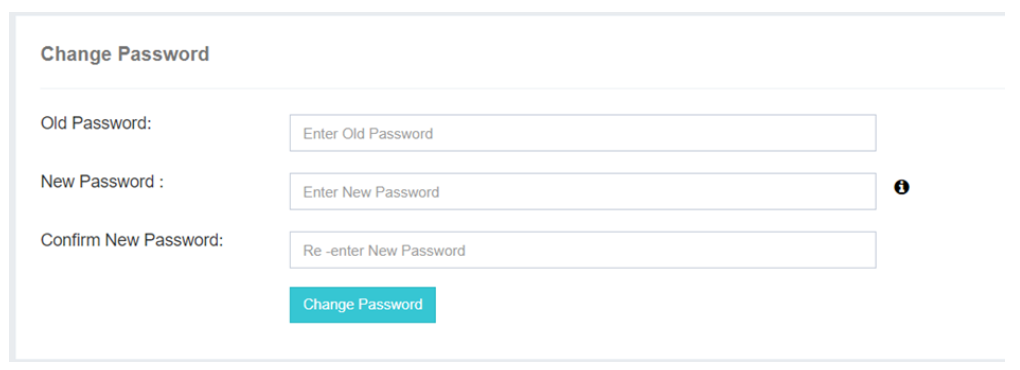 Change Password
Old Password:
Enter Old Password
New Password :
Enter New Password
Confirm New Password:
Re -enter New Password
Change Password